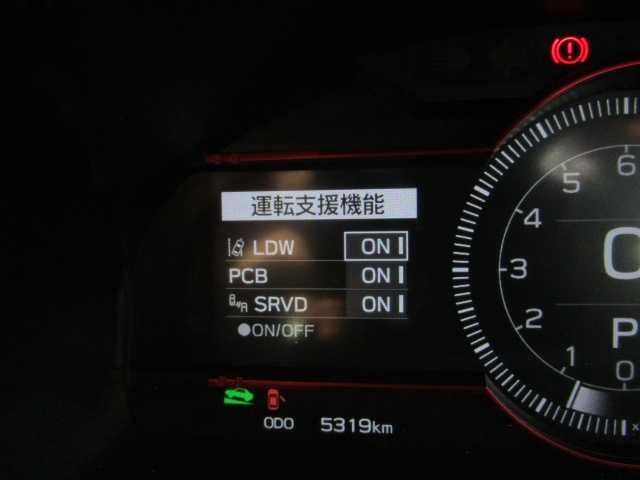 運転支援機能
LDW ON
PCB ON
SRVD ON
●ON/OFF
ODO 5319km
6
5
4
3
2
1
0
P